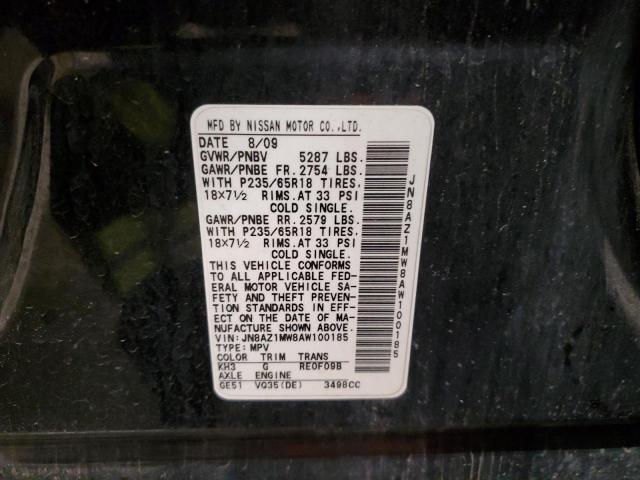 MFD BY NISSAN MOTOR CO.,LTD.
DATE 8/09
GVWR/PNBV 5287 LBS.
GAWR/PNBE FR. 2754 LBS.
WITH P235/65R18 TIRES,
18×7½ RIMS.AT 33 PSI
COLD SINGLE.
GAWR/PNBE RR. 2579 LBS.
WITH P235/65R18 TIRES,
18×7½ RIMS.AT 33 PSI
COLD SINGLE.
THIS VEHICLE CONFORMS
TO ALL APPLICABLE FED-
ERAL MOTOR VEHICLE SA-
FETY AND THEFT PREVEN-
TION STANDARDS IN EFF-
ECT ON THE DATE OF MA-
NUFACTURE SHOWN ABOVE.
VIN: JN8AZ1MW8AW100185
TYPE: MPV
COLOR TRIM TRANS
KH3 G RE0F09B
AXLE ENGINE
GE51 VQ35(DE) 3498CC
JN8AZ1MW8AW100185